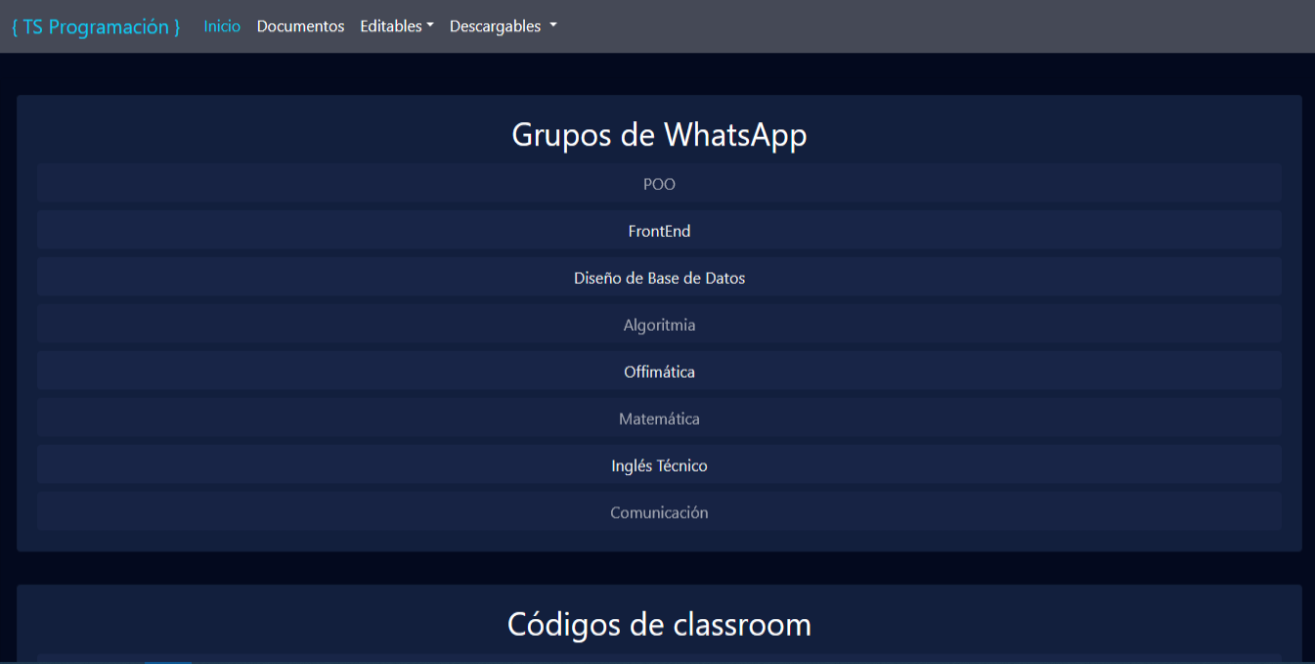 { TS Programación } Inicio Documentos Editables Descargables
Grupos de WhatsApp
POO
FrontEnd
Diseño de Base de Datos
Algoritmia
Offimática
Matemática
Inglés Técnico
Comunicación
Códigos de classroom